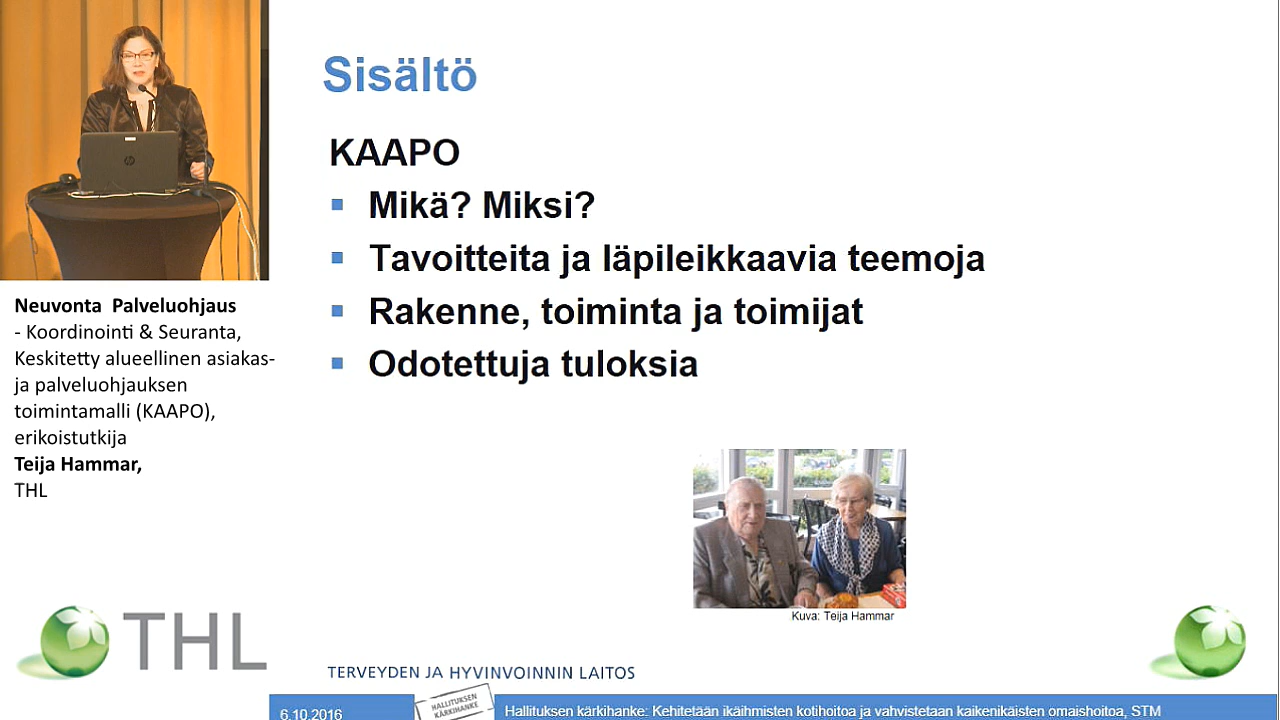 Sisältö
KAAPO
Mikä? Miksi?
Tavoitteita ja läpileikkaavia teemoja
Rakenne, toiminta ja toimijat
Odotettuja tuloksia
Neuvonta Palveluohjaus
- Koordinointi & Seuranta,
Keskitetty alueellinen asiakas-
ja palveluohjauksen
toimintamalli (KAAPO),
erikoistutkija
Teija Hammar,
THL
Kuva: Teija Hammar
THL
TERVEYDEN JA HYVINVOINNIN LAITOS
6.10.2016
HALLITUKSEN
KÄRKIHANKE
Hallituksen kärkihanke: Kehitetään ikäihmisten kotihoitoa ja vahvistetaan kaikenikäisten omaishoitoa, STM